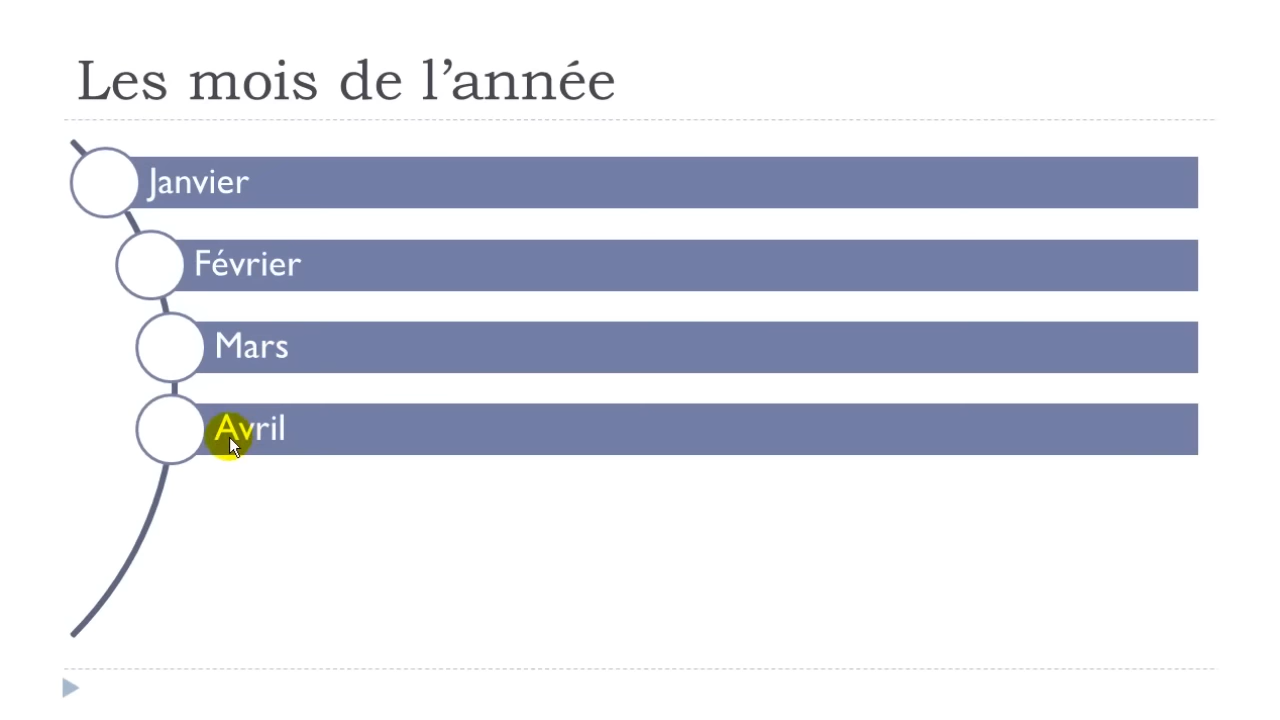 Les mois de l’année
Janvier
Février
Mars
Avril